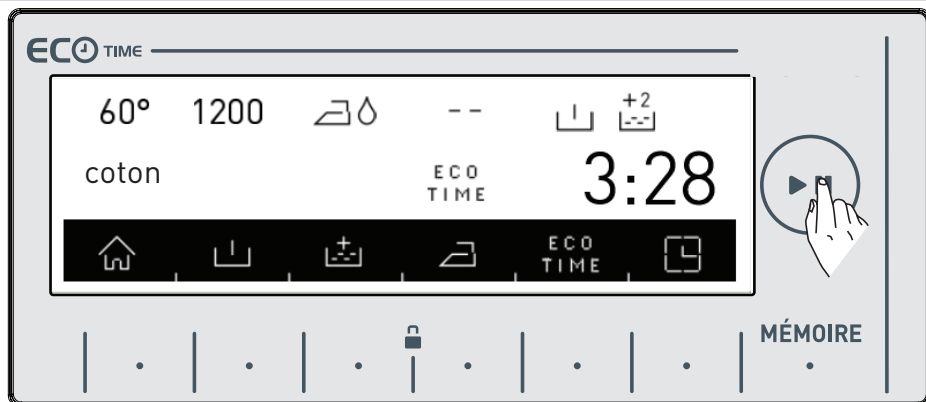 ECO TIME
60° 1200 -- +2
coton ECO TIME 3:28
ECO TIME
MÉMOIRE